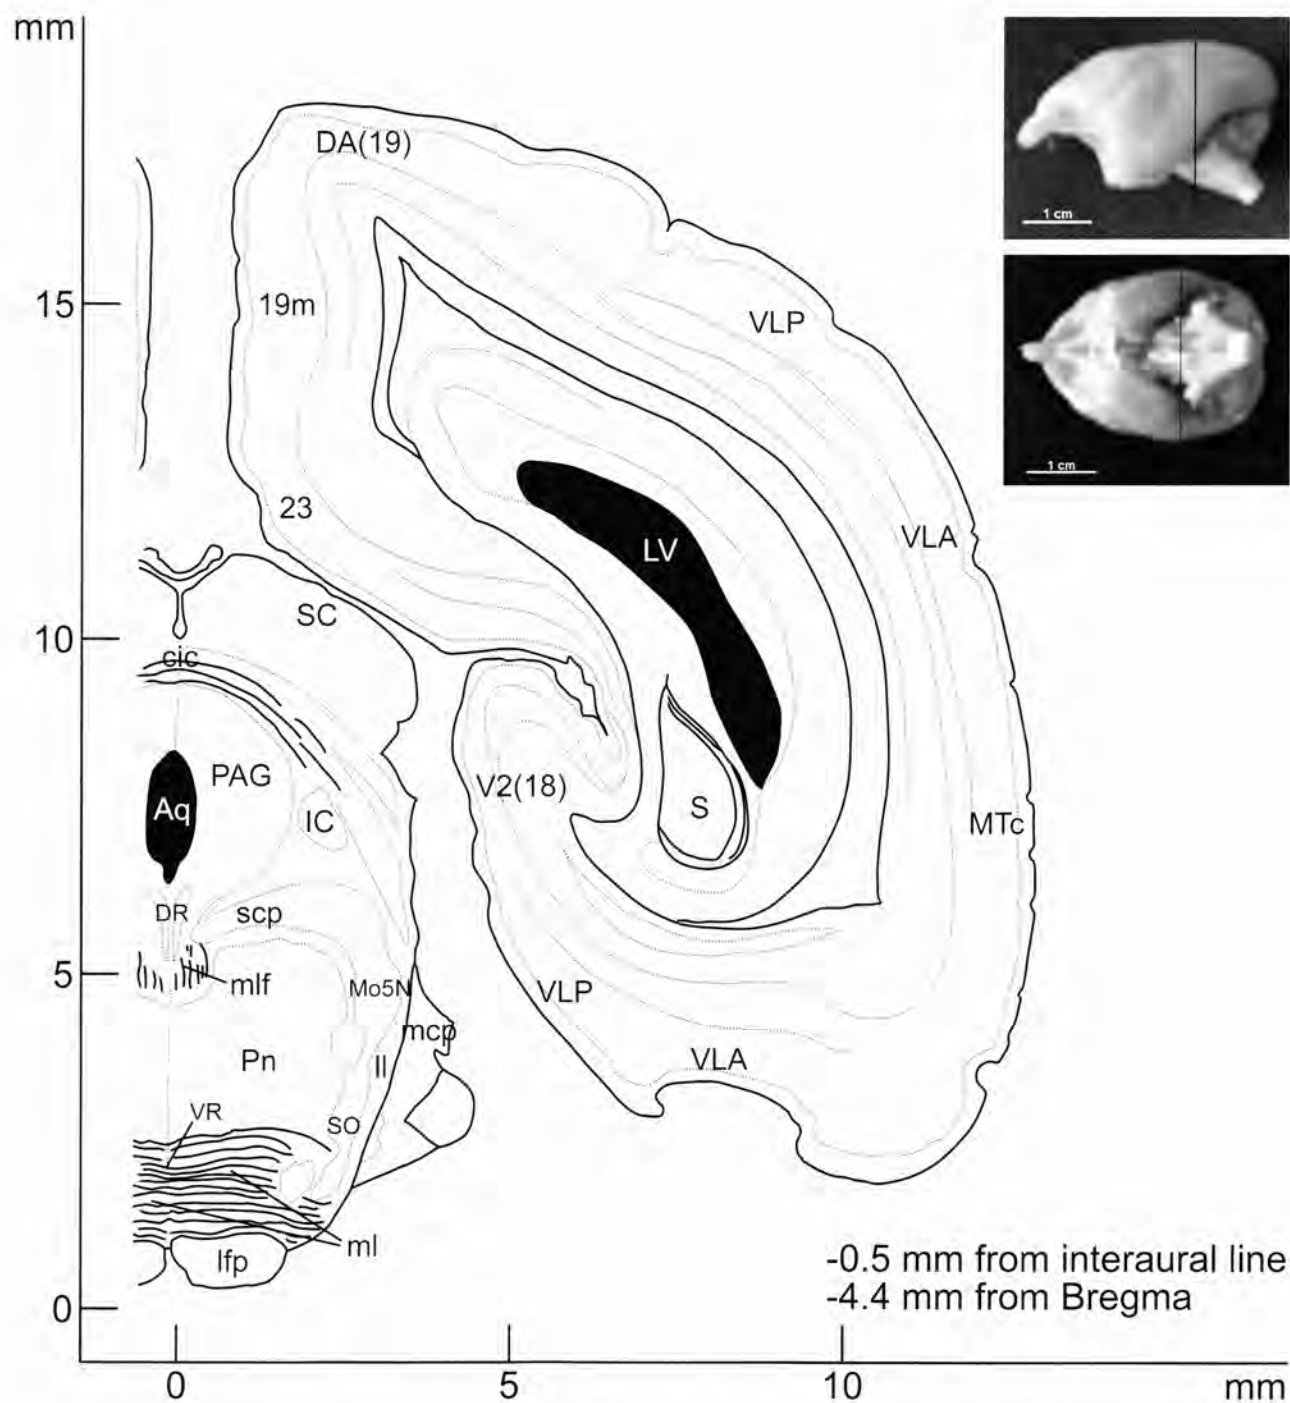 mm
1 cm
DA(19)
15
19m
VLP
1 cm
23
VLA
LV
SC
10
cic
PAG
V2(18)
Aq
IC
S
MTc
DR
scp
5
mlf
Mo5N
VLP
mcp
Pn
ll
VLA
VR
SO
ml
lfp
-0.5 mm from interaural line
-4.4 mm from Bregma
0
0
5
10
mm